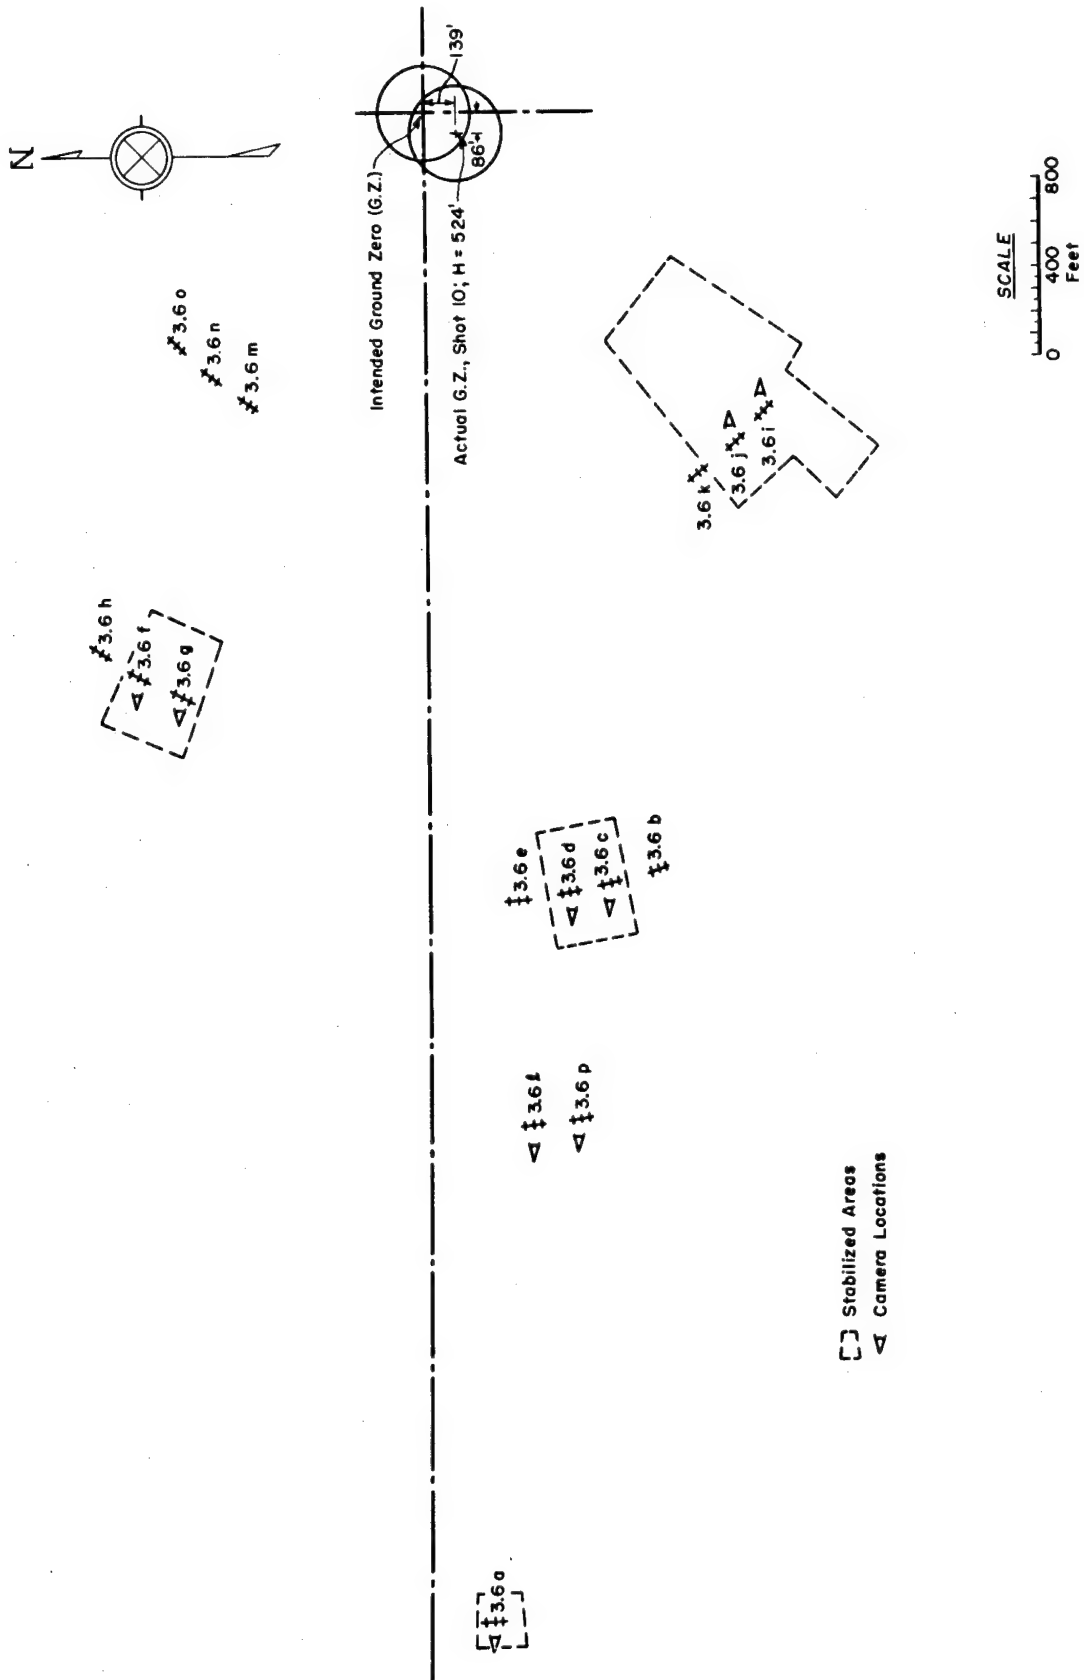 N
139'
Intended Ground Zero (G.Z.)
86'
Actual G.Z., Shot 10; H = 524'
3.6 o
3.6 n
3.6 m
3.6 h
3.6 f
3.6 g
3.6 k
3.6 j
3.6 i
3.6 e
3.6 d
3.6 c
3.6 b
3.6 l
3.6 p
3.6 a
SCALE
0 400 800
Feet
Stabilized Areas
Camera Locations